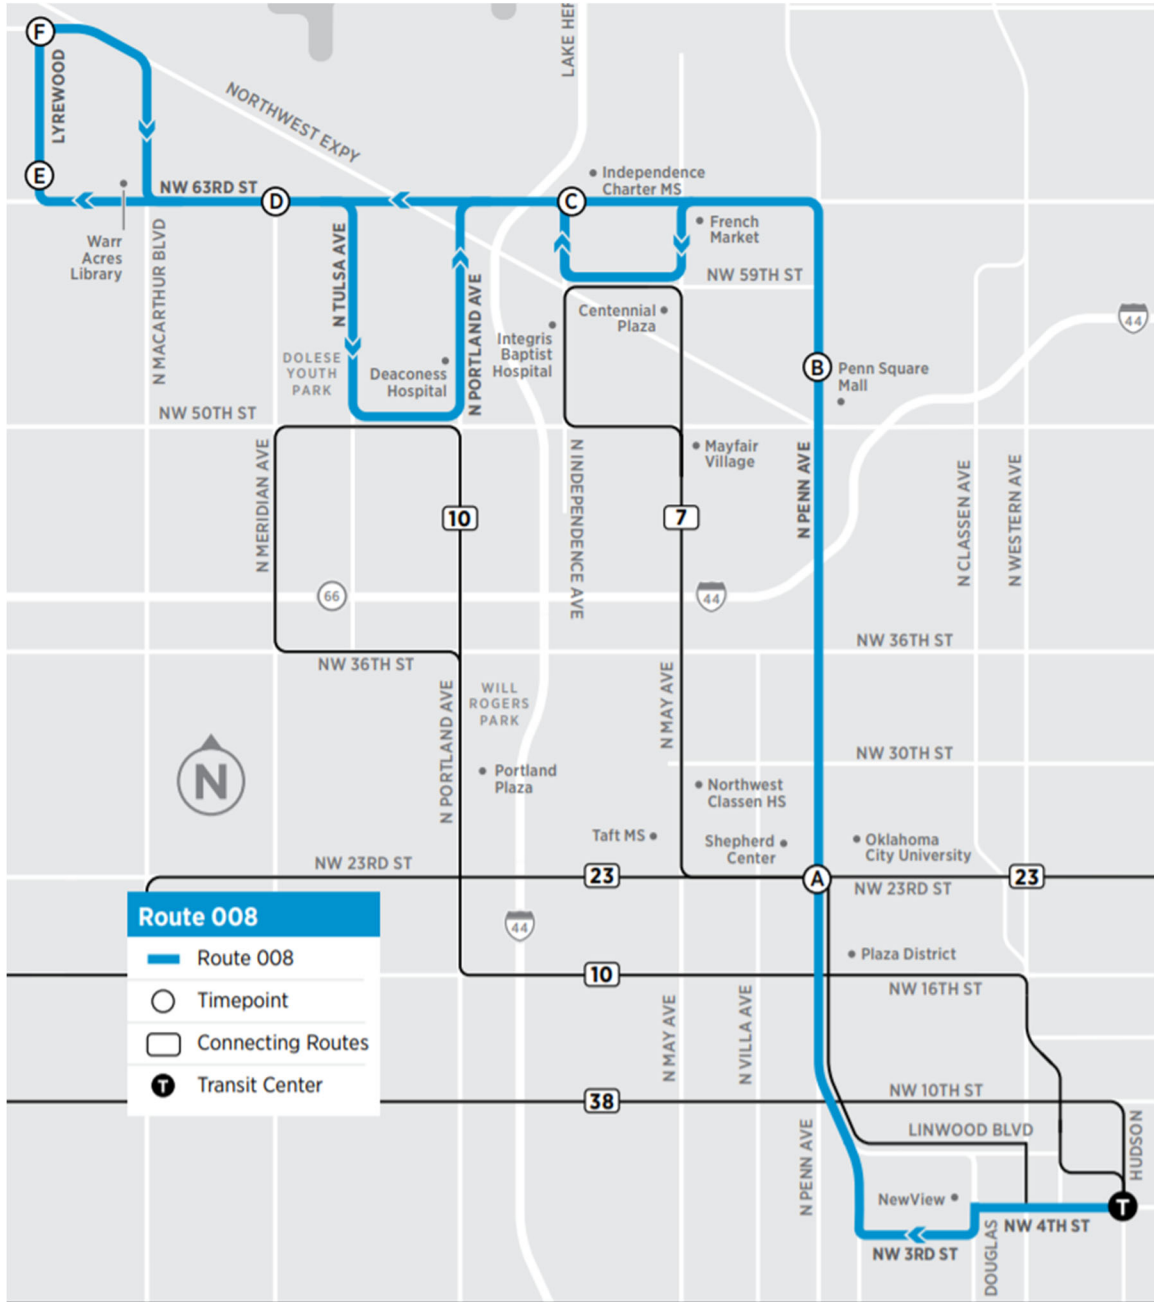 F
LYREWOOD
E
NORTHWEST EXPY
LAKE HEF
NW 63RD ST
D
C
Independence
Charter MS
French
Market
Warr
Acres
Library
N MACARTHUR BLVD
N TULSA AVE
N PORTLAND AVE
NW 59TH ST
Centennial
Plaza
44
Integris
Baptist
Hospital
DOLESE
YOUTH
PARK
Deaconess
Hospital
B
Penn Square
Mall
NW 50TH ST
N MERIDIAN AVE
10
N INDEPENDENCE AVE
7
Mayfair
Village
N PENN AVE
N CLASSEN AVE
N WESTERN AVE
66
44
NW 36TH ST
NW 36TH ST
N PORTLAND AVE
WILL
ROGERS
PARK
N MAY AVE
NW 30TH ST
N
Portland
Plaza
Northwest
Classen HS
Taft MS
Shepherd
Center
Oklahoma
City University
NW 23RD ST
23
A
23
NW 23RD ST
44
Plaza District
10
NW 16TH ST
N MAY AVE
N VILLA AVE
NW 10TH ST
38
LINWOOD BLVD
HUDSON
N PENN AVE
NewView
T
NW 4TH ST
DOUGLAS
NW 3RD ST
Route 008
Route 008
Timepoint
Connecting Routes
T
Transit Center